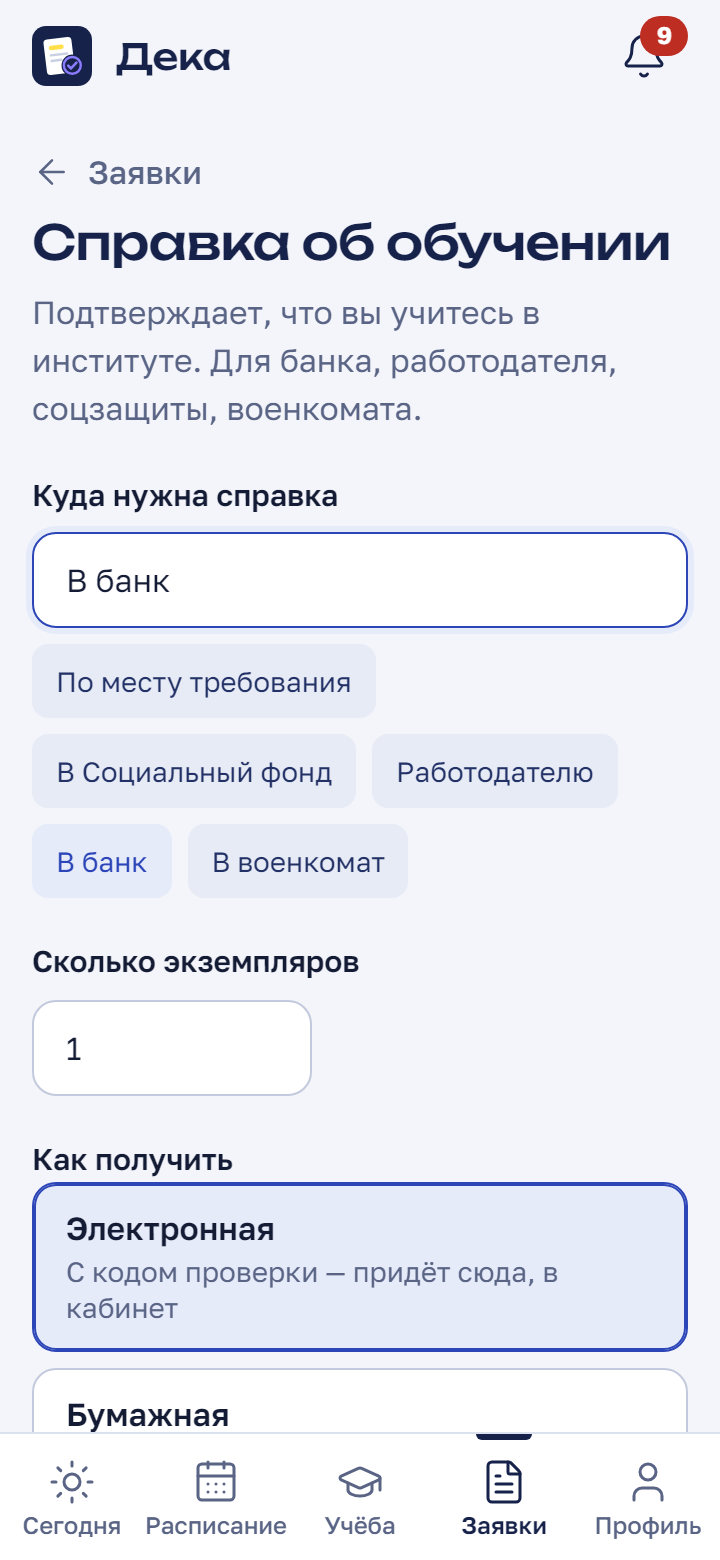 Дека
9
Заявки
Справка об обучении
Подтверждает, что вы учитесь в
институте. Для банка, работодателя,
соцзащиты, военкомата.
Куда нужна справка
В банк
По месту требования
В Социальный фонд
Работодателю
В банк
В военкомат
Сколько экземпляров
1
Как получить
Электронная
С кодом проверки — придёт сюда, в
кабинет
Бумажная
Сегодня
Расписание
Учёба
Заявки
Профиль